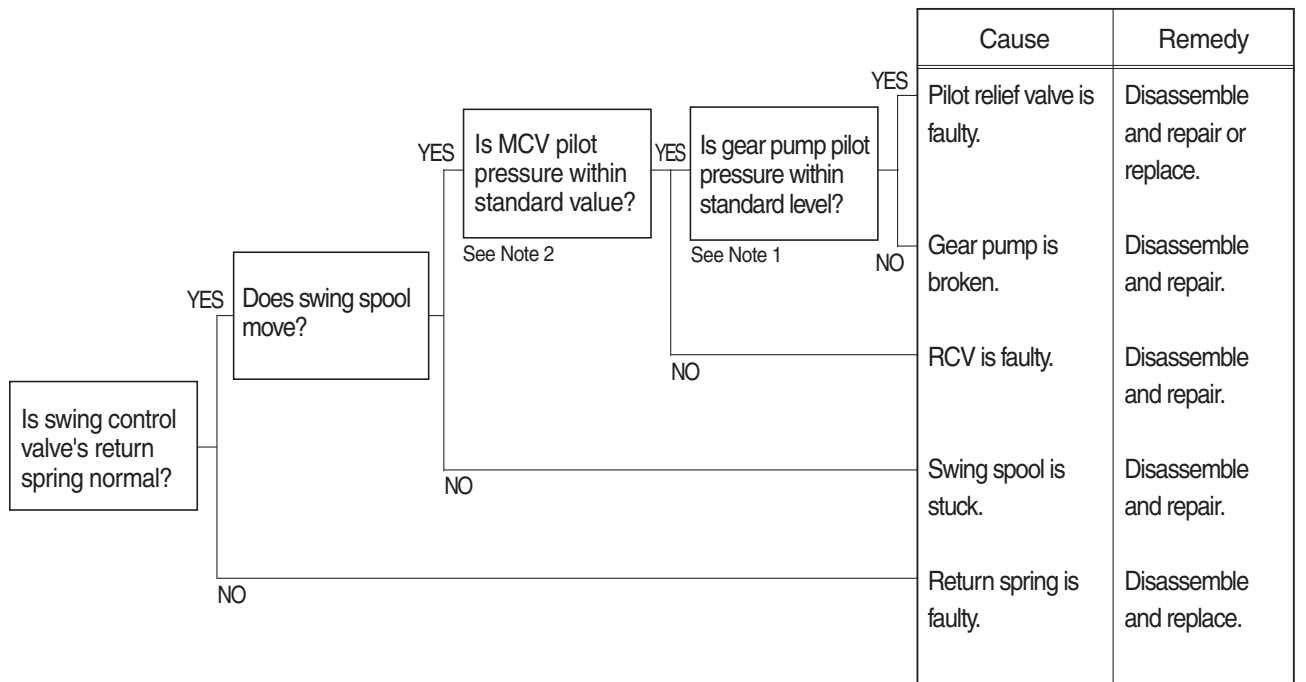 Cause
Remedy
YES
Pilot relief valve is
faulty.
Disassemble
and repair or
replace.
YES
Is MCV pilot
pressure within
standard value?
See Note 2
YES
Is gear pump pilot
pressure within
standard level?
See Note 1
NO
Gear pump is
broken.
Disassemble
and repair.
YES
Does swing spool
move?
NO
RCV is faulty.
Disassemble
and repair.
Is swing control
valve's return
spring normal?
NO
Swing spool is
stuck.
Disassemble
and repair.
NO
Return spring is
faulty.
Disassemble
and replace.